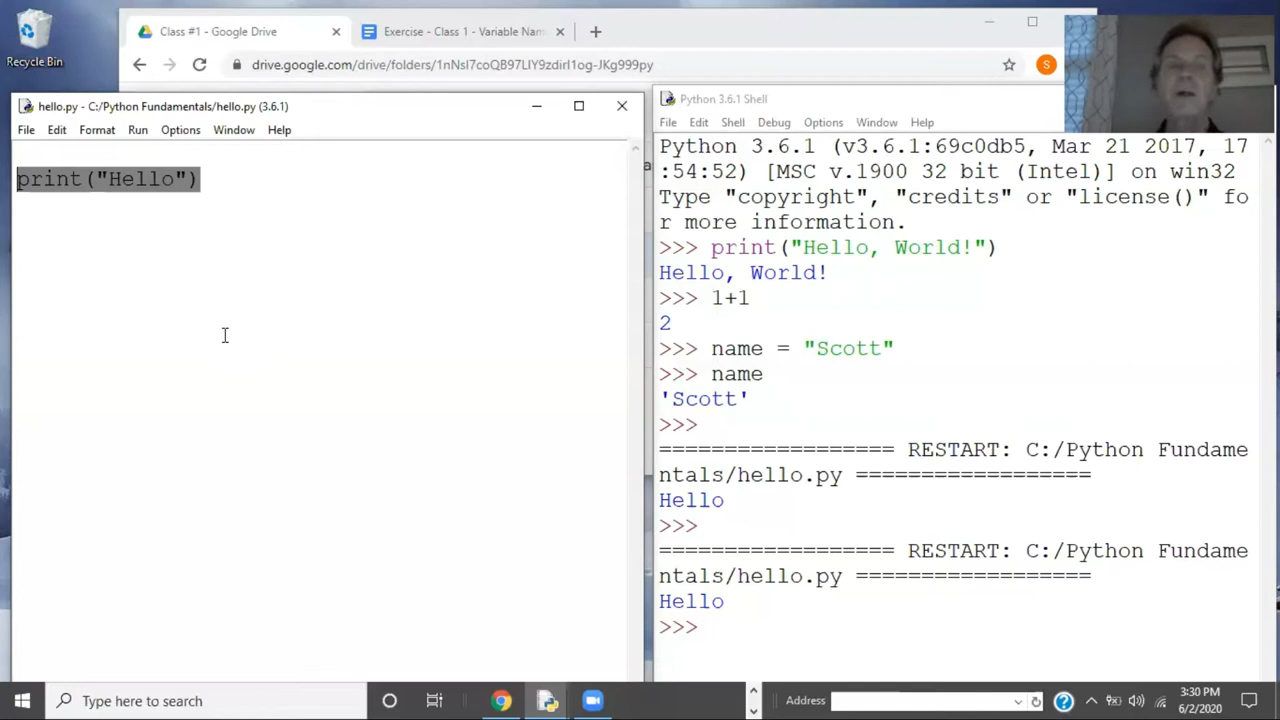 Recycle Bin
Class #1 - Google Drive
Exercise - Class 1 - Variable Nam
drive.google.com/drive/folders/1nNsI7coQB97LIY9zdirI1og-JKg999py
S
hello.py - C:/Python Fundamentals/hello.py (3.6.1)
File Edit Format Run Options Window Help
print("Hello")
Python 3.6.1 Shell
File Edit Shell Debug Options Window Help
Python 3.6.1 (v3.6.1:69c0db5, Mar 21 2017, 17
:54:52) [MSC v.1900 32 bit (Intel)] on win32
Type "copyright", "credits" or "license()" fo
r more information.
>>> print("Hello, World!")
Hello, World!
>>> 1+1
2
>>> name = "Scott"
>>> name
'Scott'
>>>
================== RESTART: C:/Python Fundame
ntals/hello.py ==================
Hello
>>>
================== RESTART: C:/Python Fundame
ntals/hello.py ==================
Hello
>>>
Type here to search
Address
3:30 PM
6/2/2020